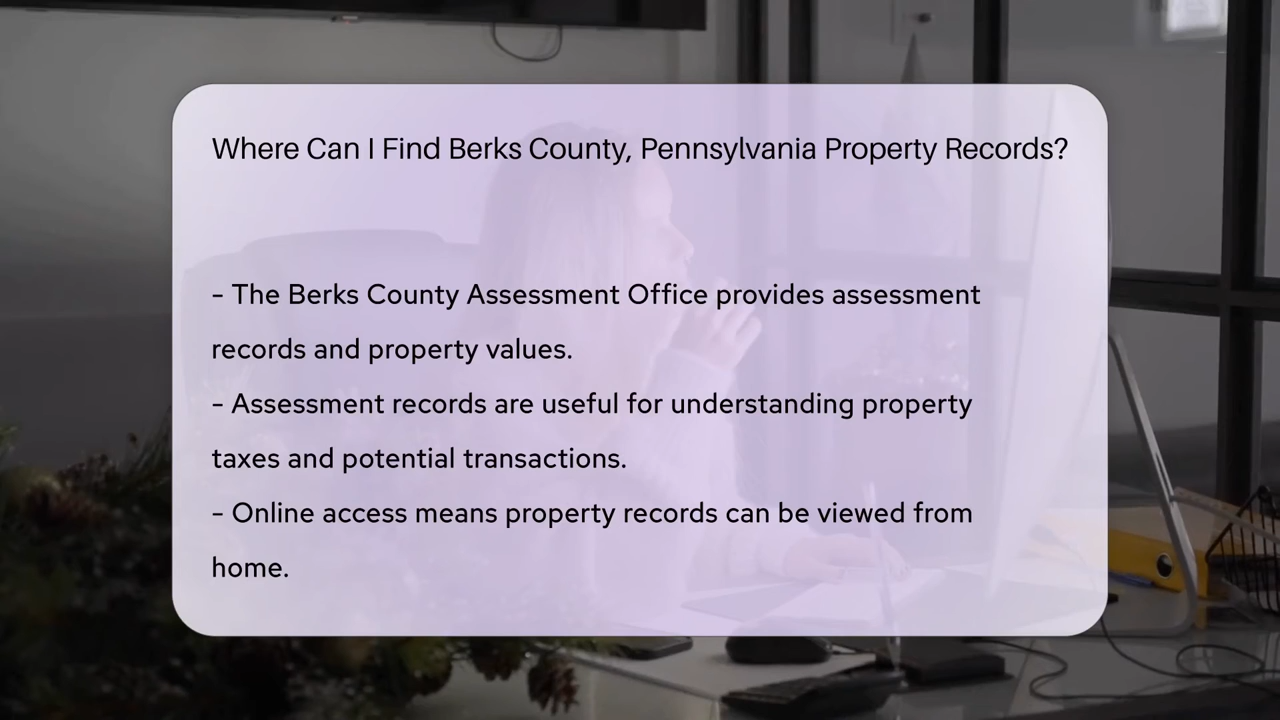 Where Can I Find Berks County, Pennsylvania Property Records?
- The Berks County Assessment Office provides assessment
records and property values.
- Assessment records are useful for understanding property
taxes and potential transactions.
- Online access means property records can be viewed from
home.